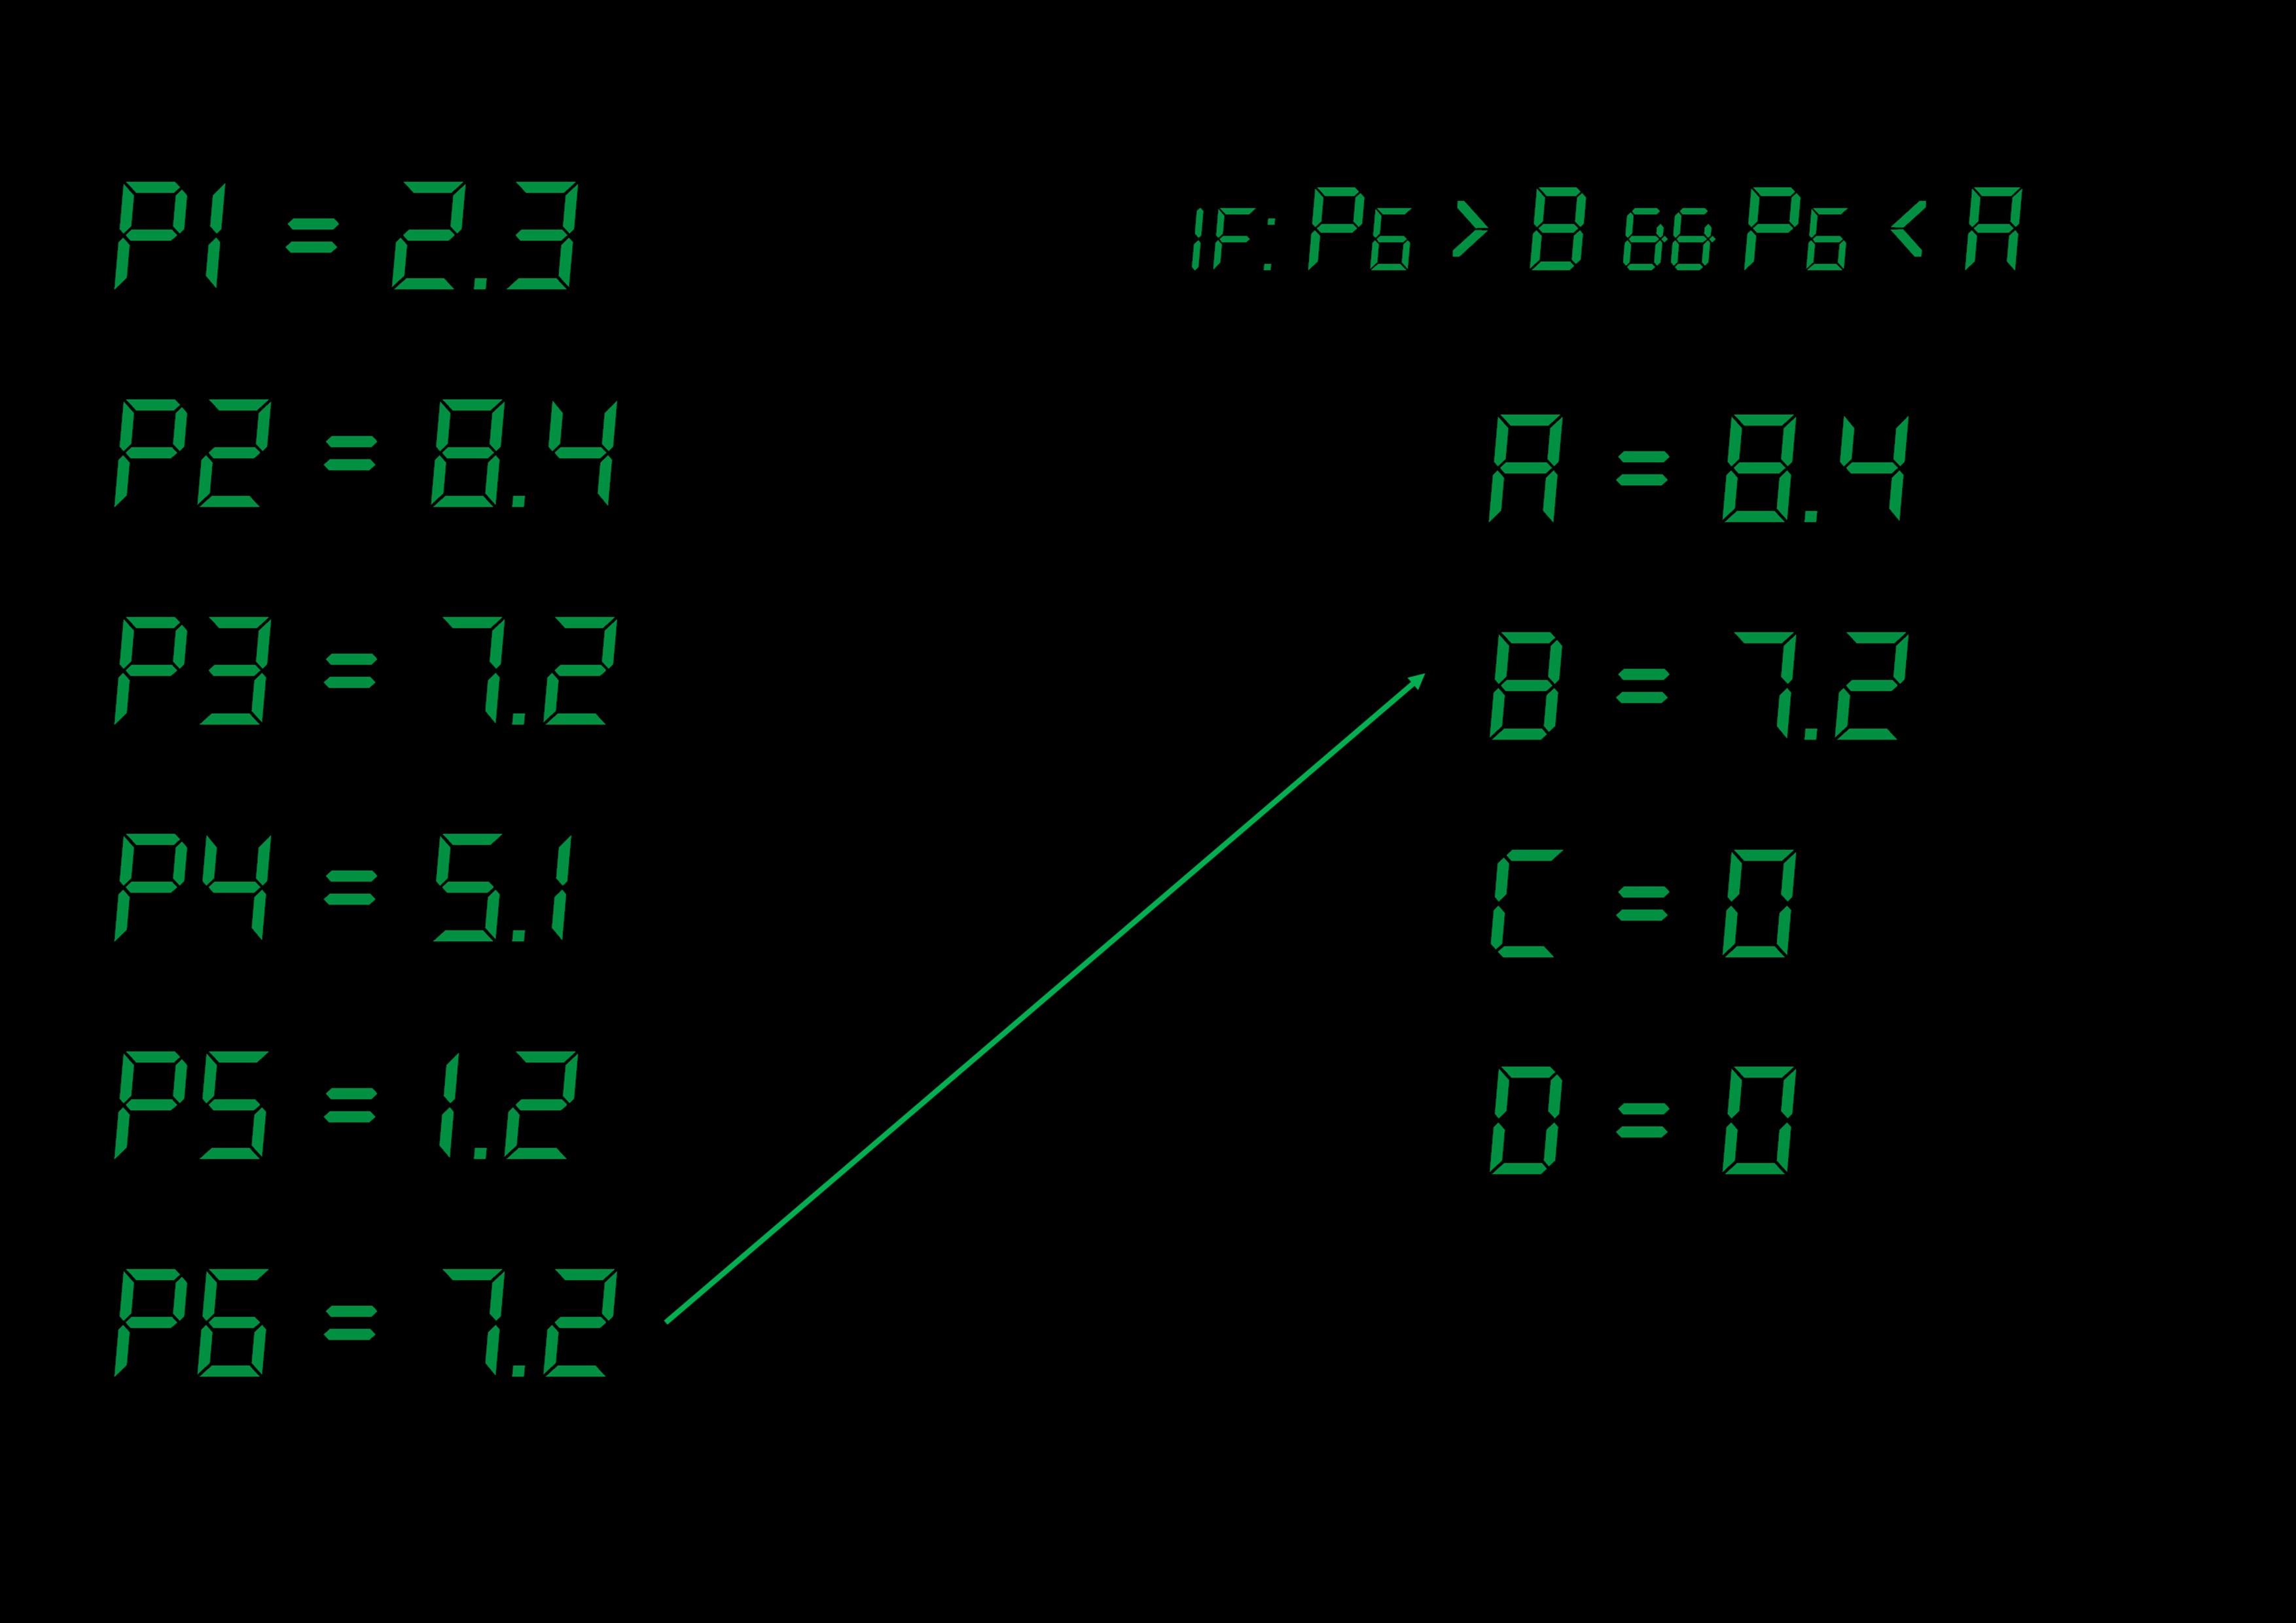 P1 = 2.3
P2 = 8.4
P3 = 7.2
P4 = 5.1
P5 = 1.2
P6 = 7.2
IF: P6 > B && P6 < A
A = 8.4
B = 7.2
C = 0
D = 0